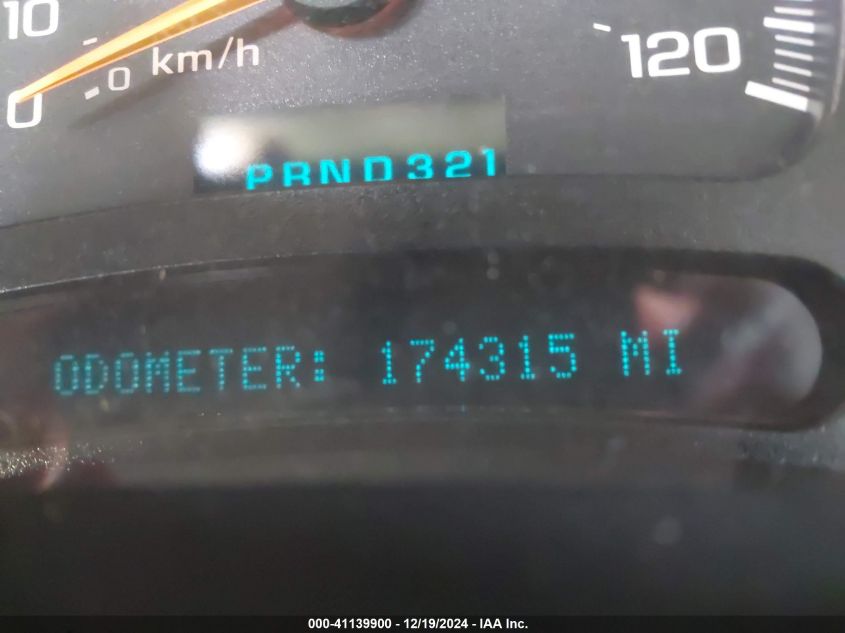 10
0 km/h
0
120
PRND321
ODOMETER: 174315 MI
000-41139900 - 12/19/2024 - IAA Inc.